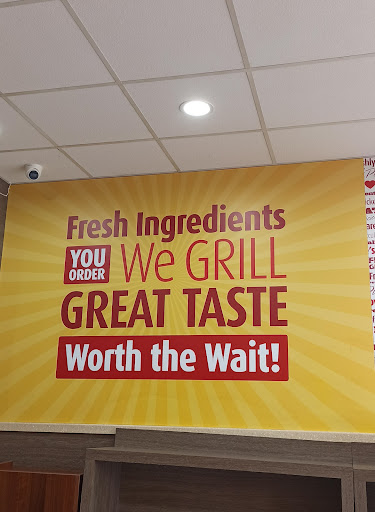 Fresh Ingredients
YOU ORDER We GRILL
GREAT TASTE
Worth the Wait!